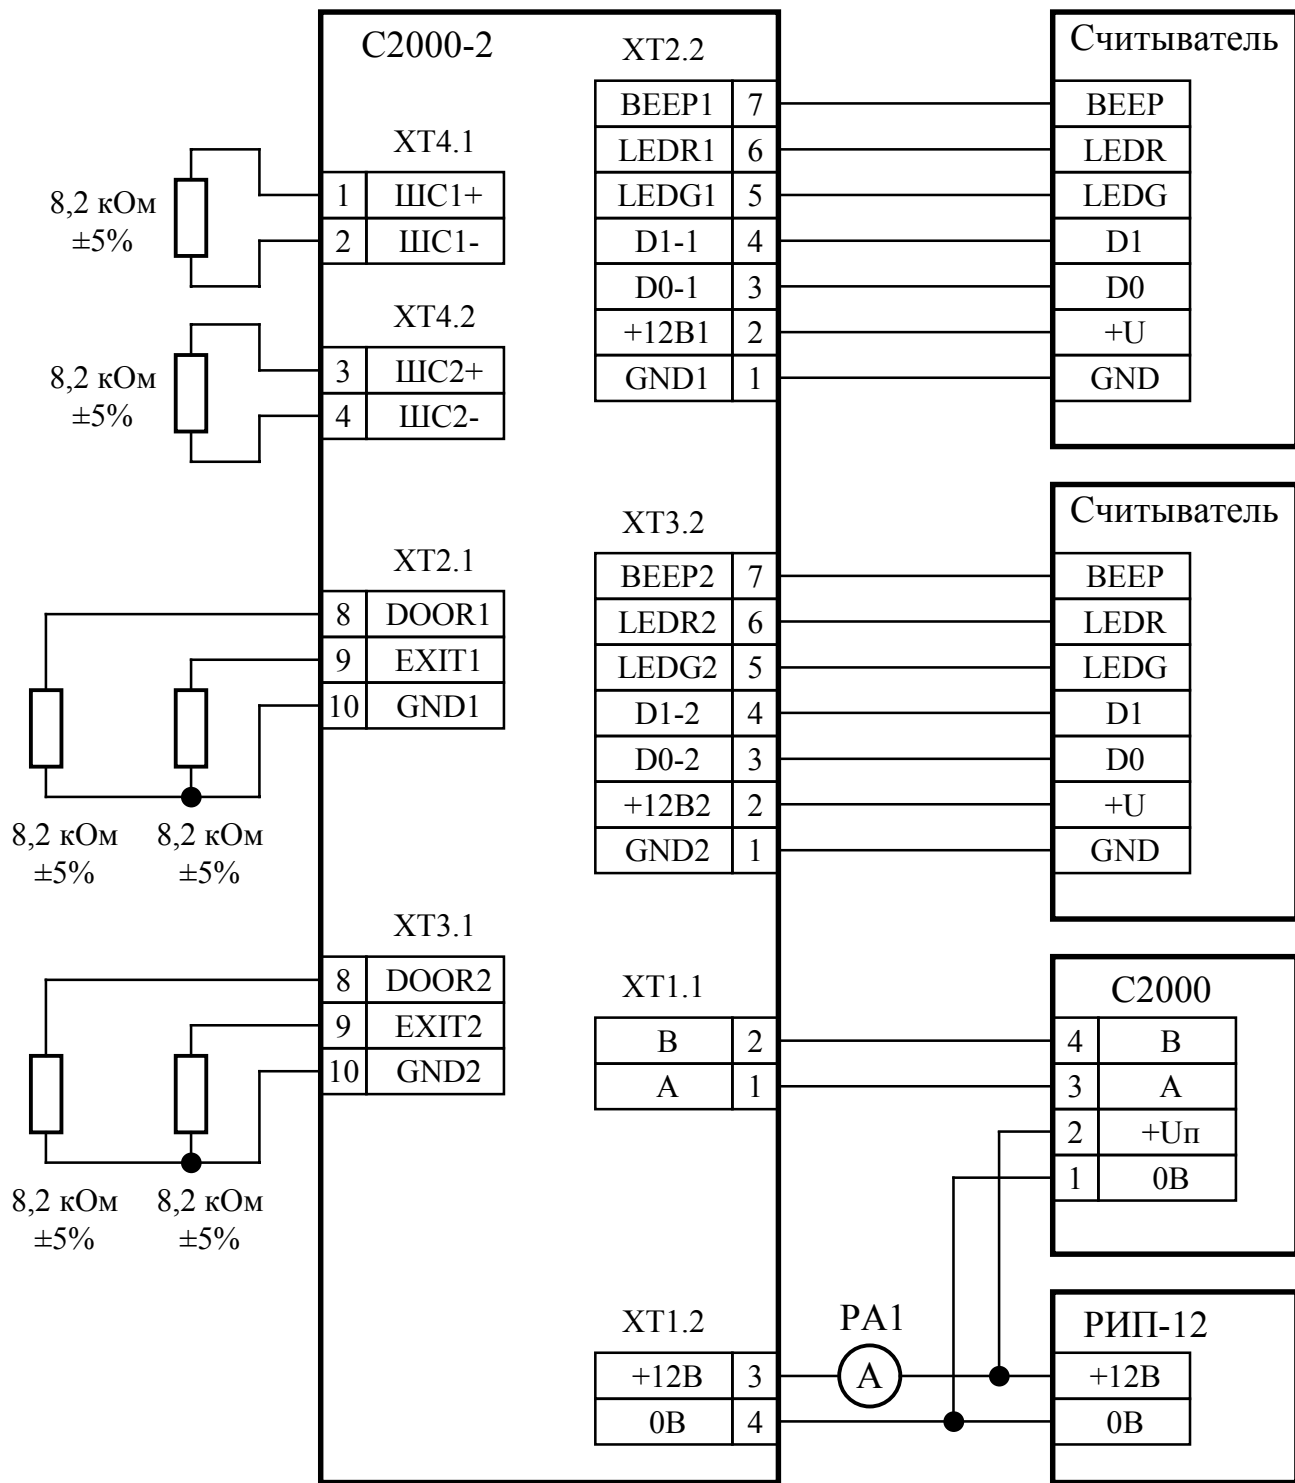 С2000-2
XT4.1
8,2 кОм
±5%
1 ШС1+
2 ШС1-
XT4.2
8,2 кОм
±5%
3 ШС2+
4 ШС2-
XT2.1
8 DOOR1
9 EXIT1
10 GND1
8,2 кОм 8,2 кОм
±5% ±5%
XT3.1
8 DOOR2
9 EXIT2
10 GND2
8,2 кОм 8,2 кОм
±5% ±5%
XT2.2
BEEP1 7
LEDR1 6
LEDG1 5
D1-1 4
D0-1 3
+12В1 2
GND1 1
XT3.2
BEEP2 7
LEDR2 6
LEDG2 5
D1-2 4
D0-2 3
+12В2 2
GND2 1
XT1.1
B 2
A 1
XT1.2
+12В 3
0В 4
PA1
A
Считыватель
BEEP
LEDR
LEDG
D1
D0
+U
GND
Считыватель
BEEP
LEDR
LEDG
D1
D0
+U
GND
С2000
4 B
3 A
2 +Uп
1 0В
РИП-12
+12В
0В